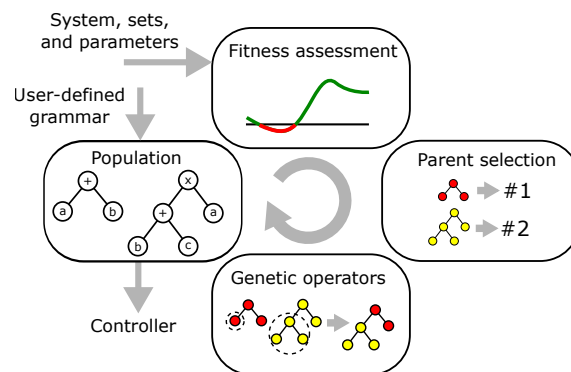 System, sets,
and parameters
Fitness assessment
User-defined
grammar
Population
+
a
b
x
+
a
b
c
Parent selection
#1
#2
Genetic operators
Controller